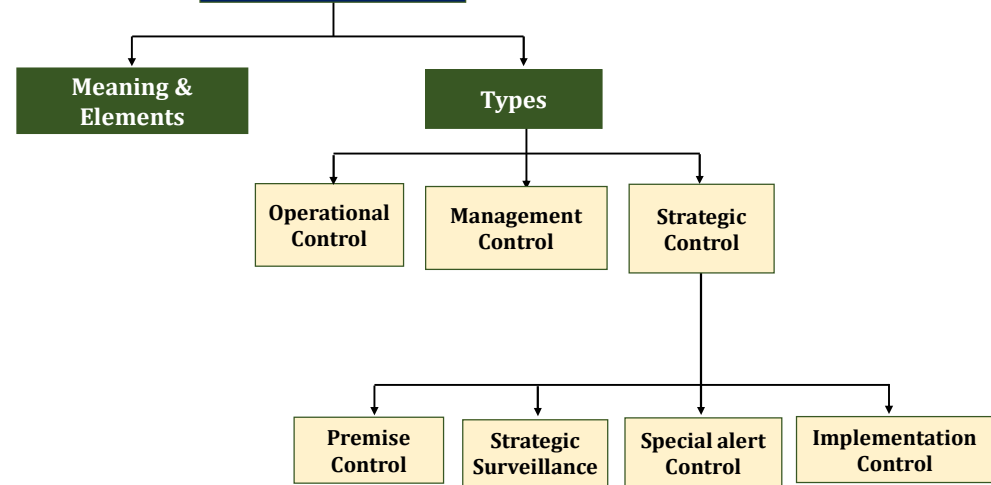 Meaning &
Elements
Types
Operational
Control
Management
Control
Strategic
Control
Premise
Control
Strategic
Surveillance
Special alert
Control
Implementation
Control